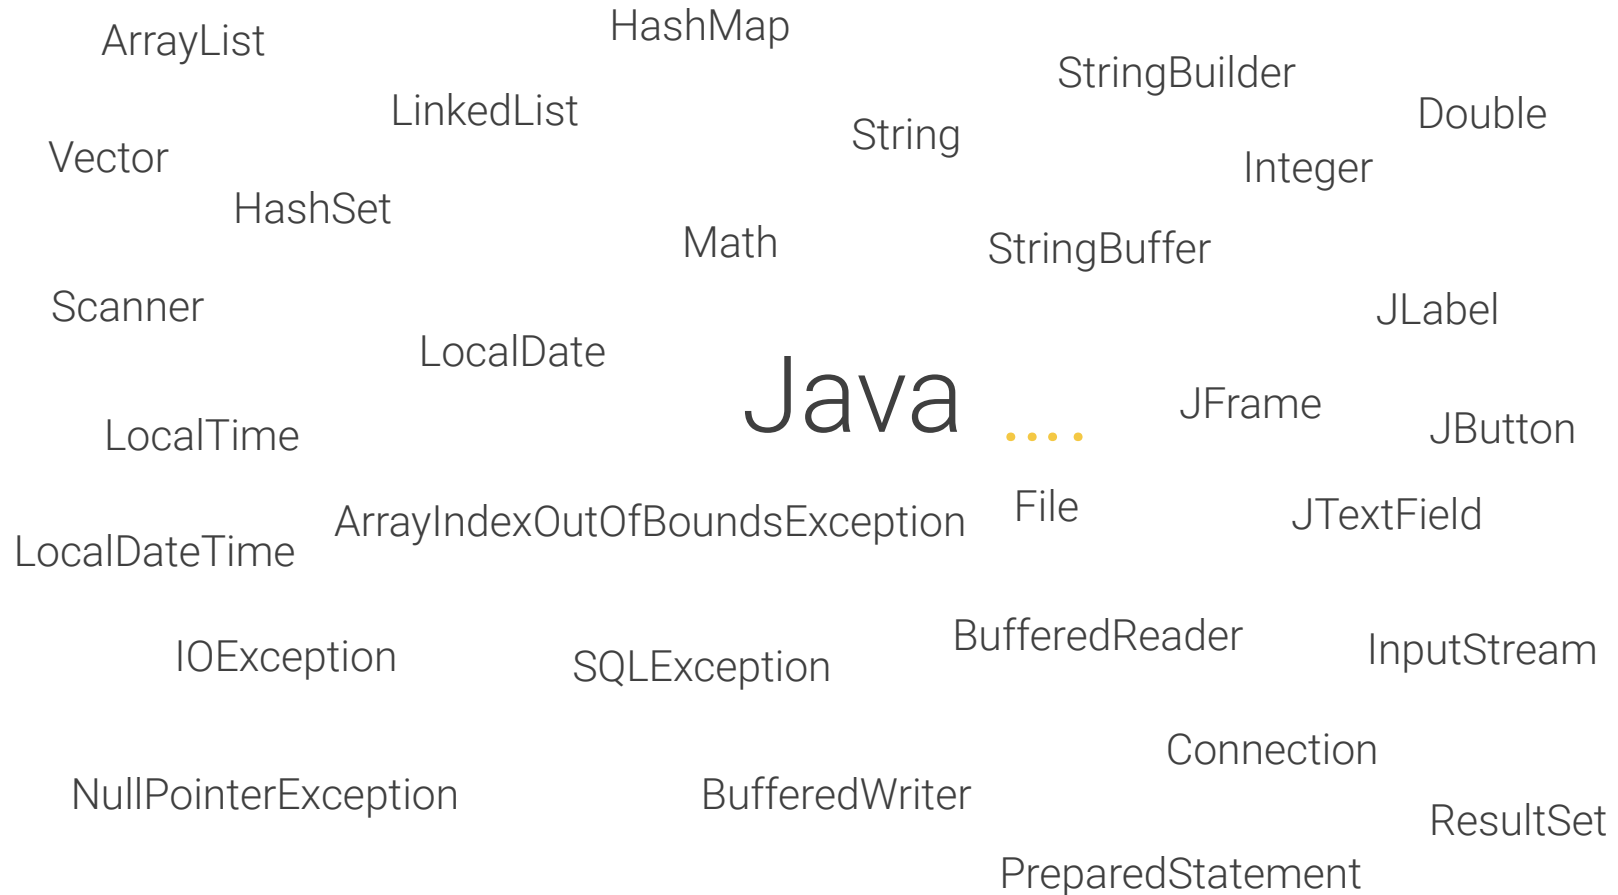 HashMap
ArrayList
StringBuilder
LinkedList
Double
String
Vector
Integer
HashSet
Math
StringBuffer
Scanner
JLabel
LocalDate
Java ....
JFrame
JButton
LocalTime
File
JTextField
ArrayIndexOutOfBoundsException
LocalDateTime
BufferedReader
InputStream
IOException
SQLException
Connection
NullPointerException
BufferedWriter
ResultSet
PreparedStatement